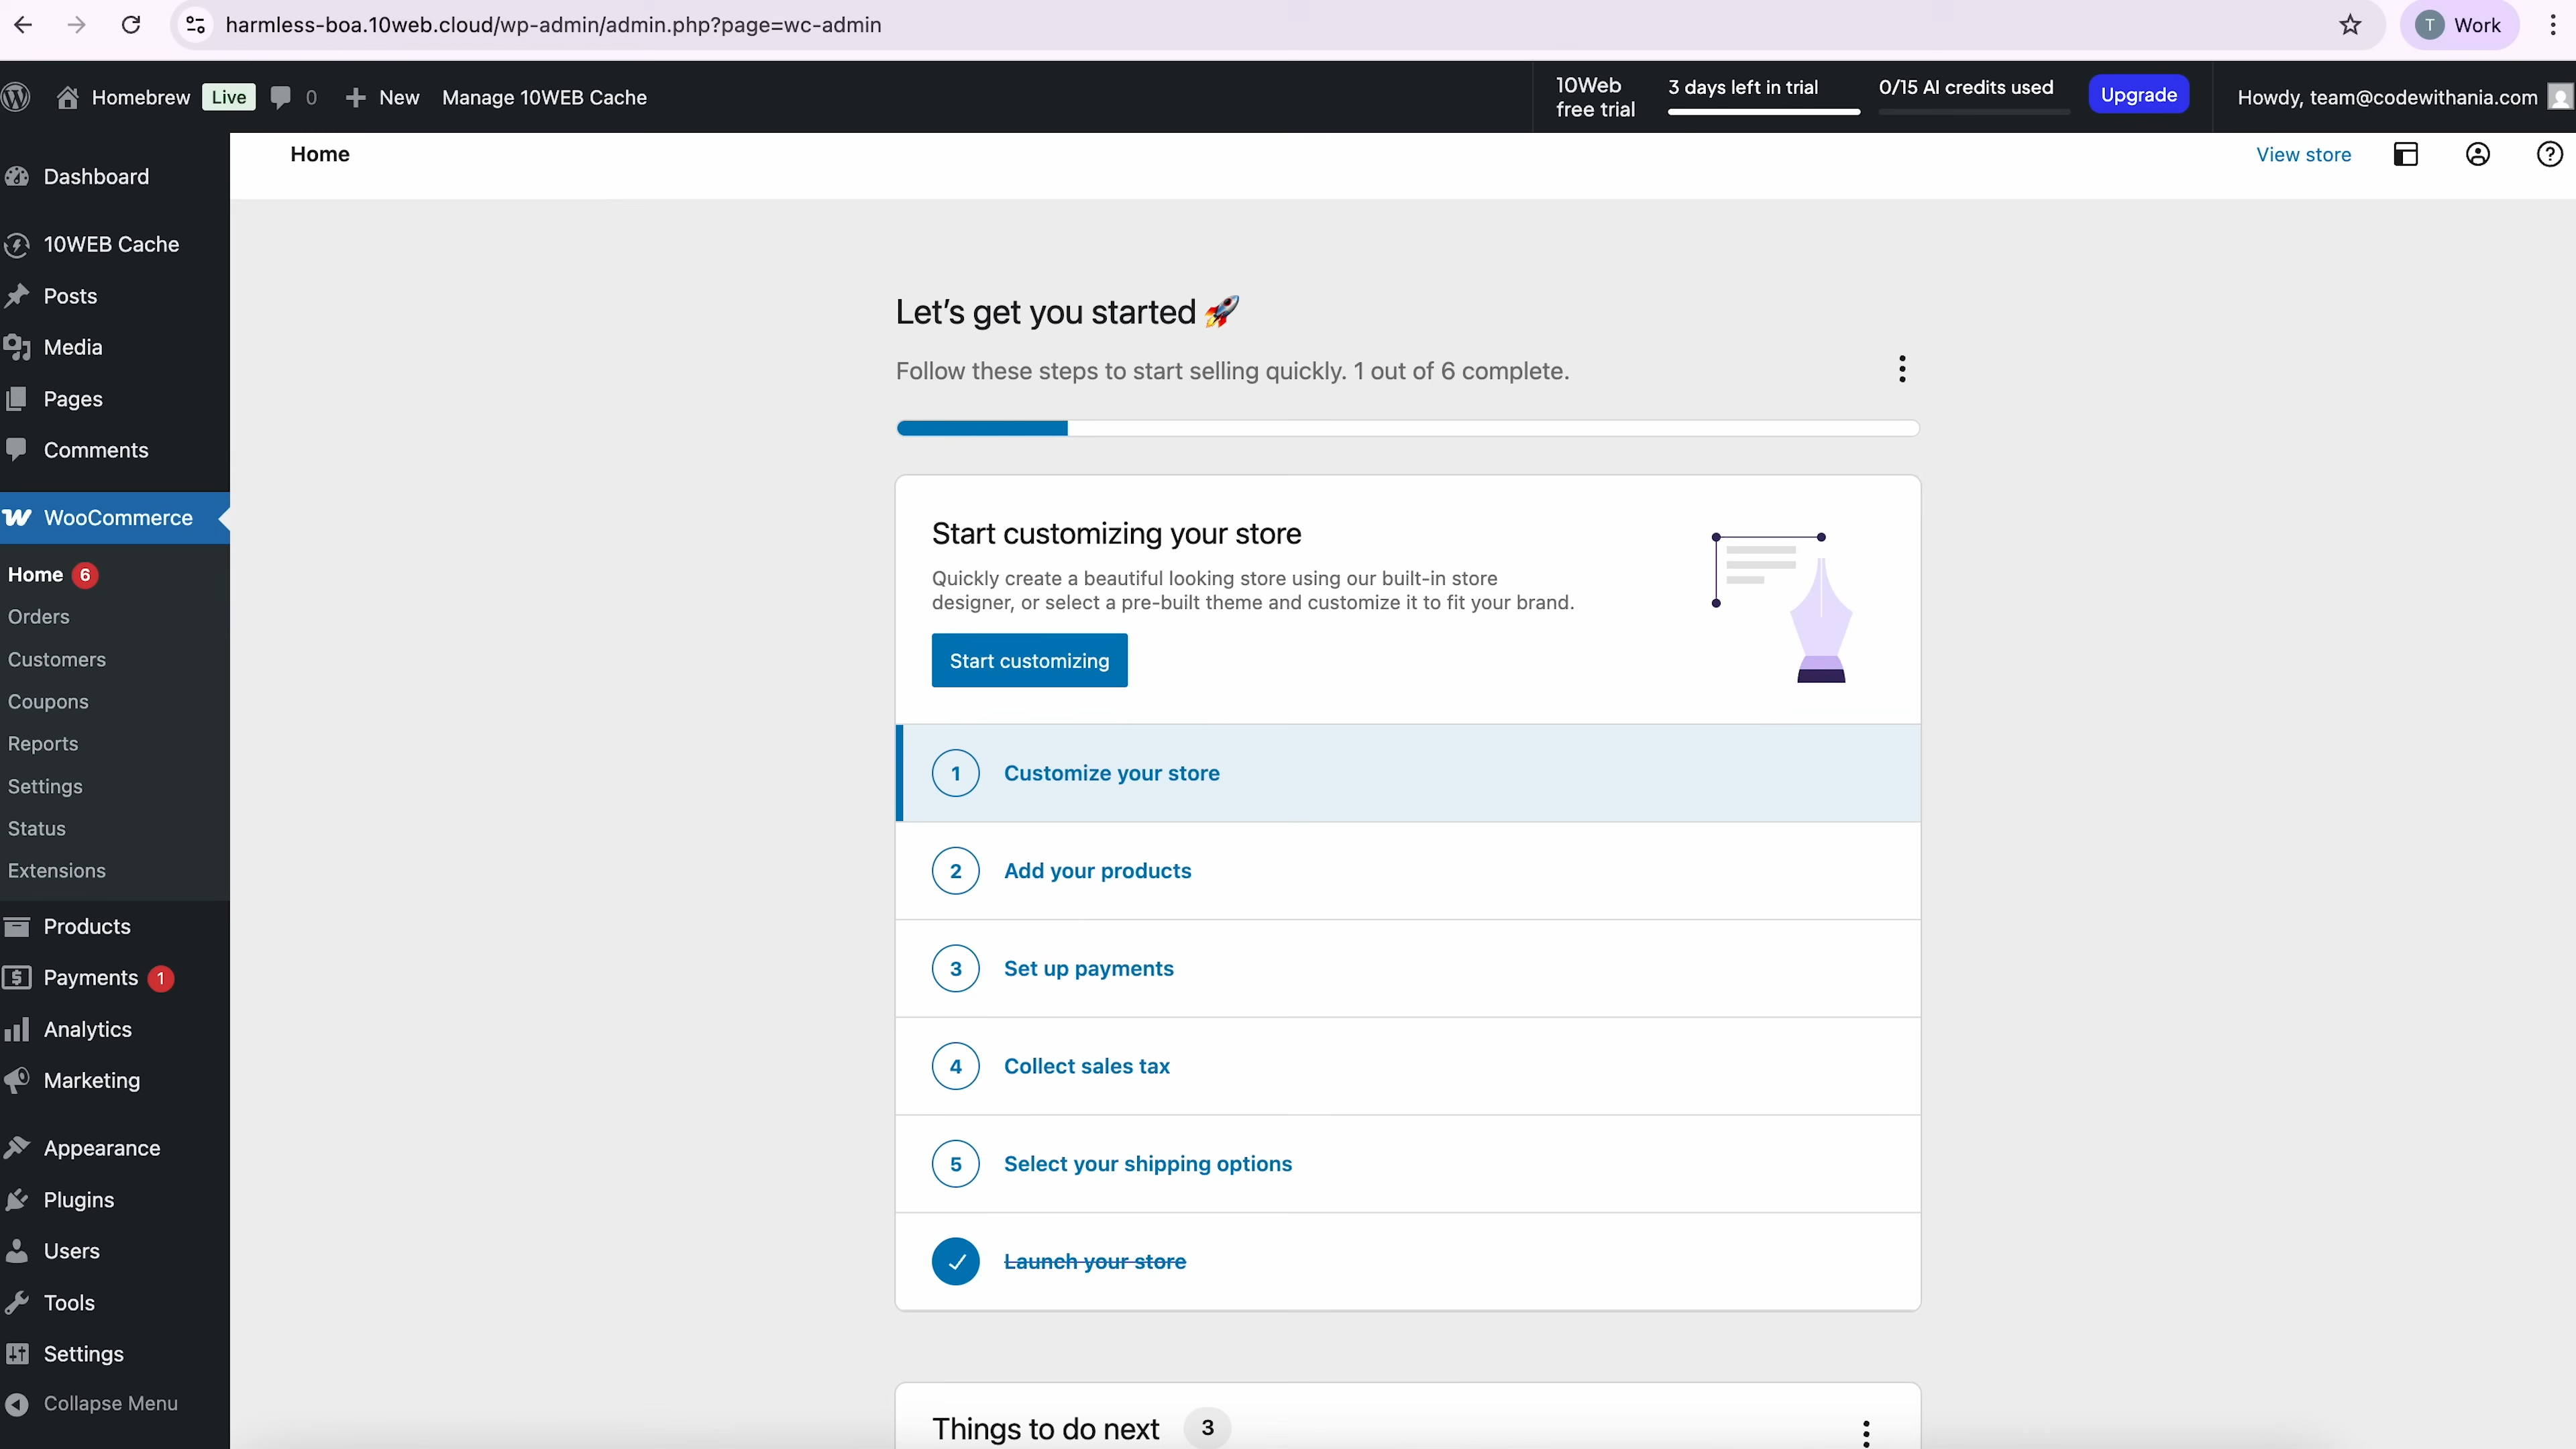 harmless-boa.10web.cloud/wp-admin/admin.php?page=wc-admin
T Work
Homebrew Live 0 New Manage 10WEB Cache
10Web free trial
3 days left in trial
0/15 AI credits used
Upgrade
Howdy, team@codewithania.com
Dashboard
10WEB Cache
Posts
Media
Pages
Comments
WooCommerce
Home 6
Orders
Customers
Coupons
Reports
Settings
Status
Extensions
Products
Payments 1
Analytics
Marketing
Appearance
Plugins
Users
Tools
Settings
Collapse Menu
Home
View store
Let's get you started 🚀
Follow these steps to start selling quickly. 1 out of 6 complete.
Start customizing your store
Quickly create a beautiful looking store using our built-in store
designer, or select a pre-built theme and customize it to fit your brand.
Start customizing
1 Customize your store
2 Add your products
3 Set up payments
4 Collect sales tax
5 Select your shipping options
Launch your store
Things to do next 3